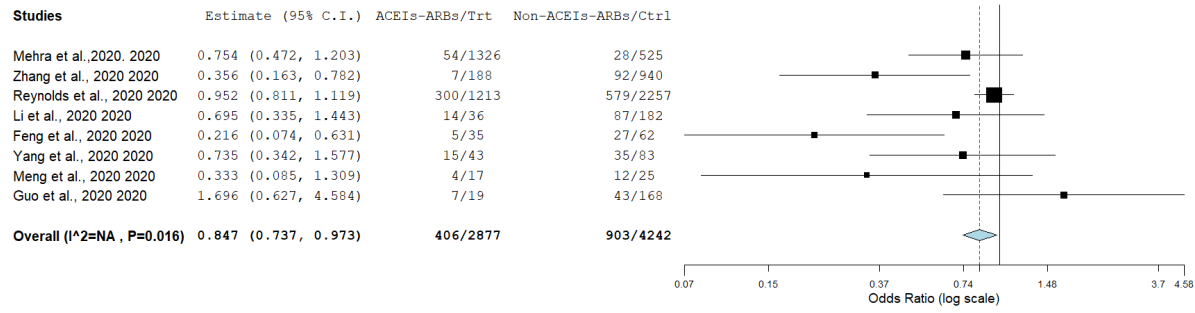 Studies Estimate (95% C.I.) ACEIs-ARBs/Trt Non-ACEIs-ARBs/Ctrl
Mehra et al.,2020. 2020 0.754 (0.472, 1.203) 54/1326 28/525
Zhang et al., 2020 2020 0.356 (0.163, 0.782) 7/188 92/940
Reynolds et al., 2020 2020 0.952 (0.811, 1.119) 300/1213 579/2257
Li et al., 2020 2020 0.695 (0.335, 1.443) 14/36 87/182
Feng et al., 2020 2020 0.216 (0.074, 0.631) 5/35 27/62
Yang et al., 2020 2020 0.735 (0.342, 1.577) 15/43 35/83
Meng et al., 2020 2020 0.333 (0.085, 1.309) 4/17 12/25
Guo et al., 2020 2020 1.696 (0.627, 4.584) 7/19 43/168
Overall (I^2=NA , P=0.016) 0.847 (0.737, 0.973) 406/2877 903/4242
0.07 0.15 0.37 0.74 1.48 3.7 4.58
Odds Ratio (log scale)